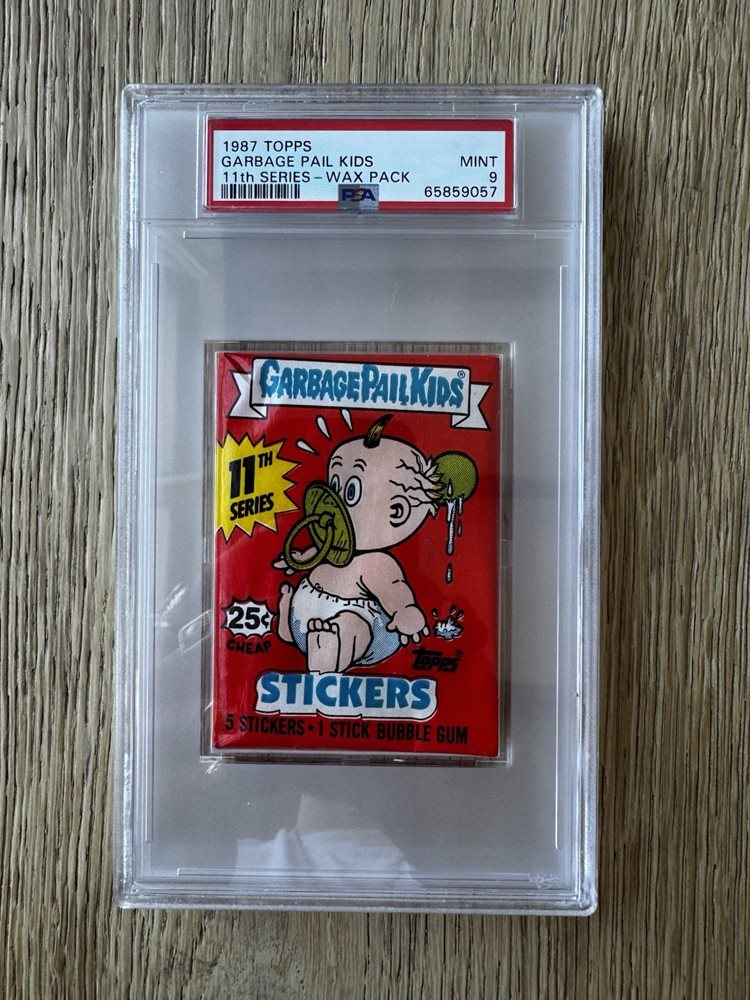 1987 TOPPS
GARBAGE PAIL KIDS MINT
11th SERIES - WAX PACK 9
PSA 65859057
GARBAGE PAIL KIDS®
11TH
SERIES
25¢
CHEAP
TOPPS®
STICKERS
5 STICKERS • 1 STICK BUBBLE GUM